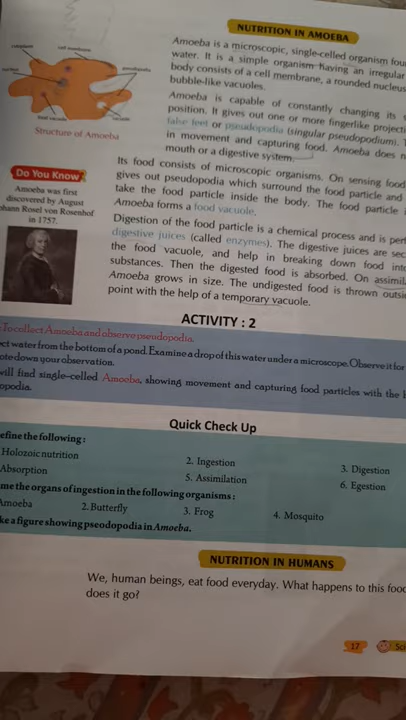 NUTRITION IN AMOEBA
cell membrane
pseudopodia
food vacuole
vacuole
Structure of Amoeba
Amoeba is a microscopic, single-celled organism
water. It is a simple organism having an irregular
body consists of a cell membrane, a rounded nucleus
bubble-like vacuoles.
Amoeba is capable of constantly changing its
position. It gives out one or more fingerlike
false feet or pseudopodia (singular pseudopodium).
in movement and capturing food. Amoeba does
mouth or a digestive system.
Do You Know
Amoeba was first
discovered by August
Rosel von Rosenhof
in 1757.
Its food consists of microscopic organisms. On sensing food
gives out pseudopodia which surround the food particle and
take the food particle inside the body. The food particle
Amoeba forms a food vacuole.
Digestion of the food particle is a chemical process and is
digestive juices (called enzymes). The digestive juices are
the food vacuole, and help in breaking down food
substances. Then the digested food is absorbed. On
Amoeba grows in size. The undigested food is thrown
point with the help of a temporary vacuole.
ACTIVITY : 2
To collect Amoeba and observe pseudopodia.
water from the bottom of a pond. Examine a drop of this water under a microscope. Observe it for
down your observation.
will find single-celled Amoeba, showing movement and capturing food particles with the
Quick Check Up
the following :
Holozoic nutrition
2. Ingestion
3. Digestion
Absorption
5. Assimilation
6. Egestion
the organs of ingestion in the following organisms :
Amoeba
2. Butterfly
3. Frog
4. Mosquito
a figure showing pseodopodia in Amoeba.
NUTRITION IN HUMANS
We, human beings, eat food everyday. What happens to this
does it go?
17